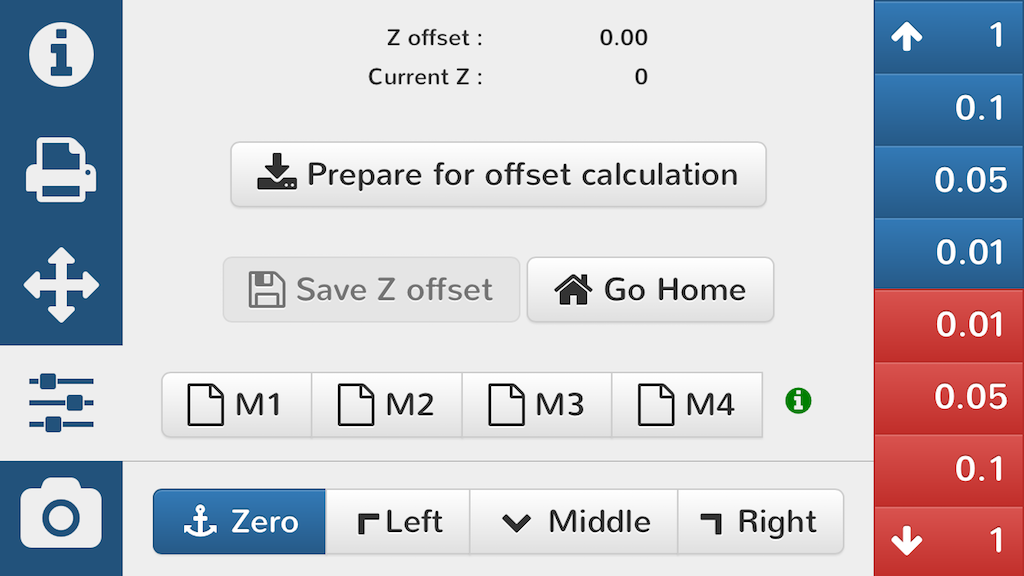 Z offset : 0.00
Current Z : 0
Prepare for offset calculation
Save Z offset
Go Home
M1 M2 M3 M4
Zero Left Middle Right
1
0.1
0.05
0.01
0.01
0.05
0.1
1